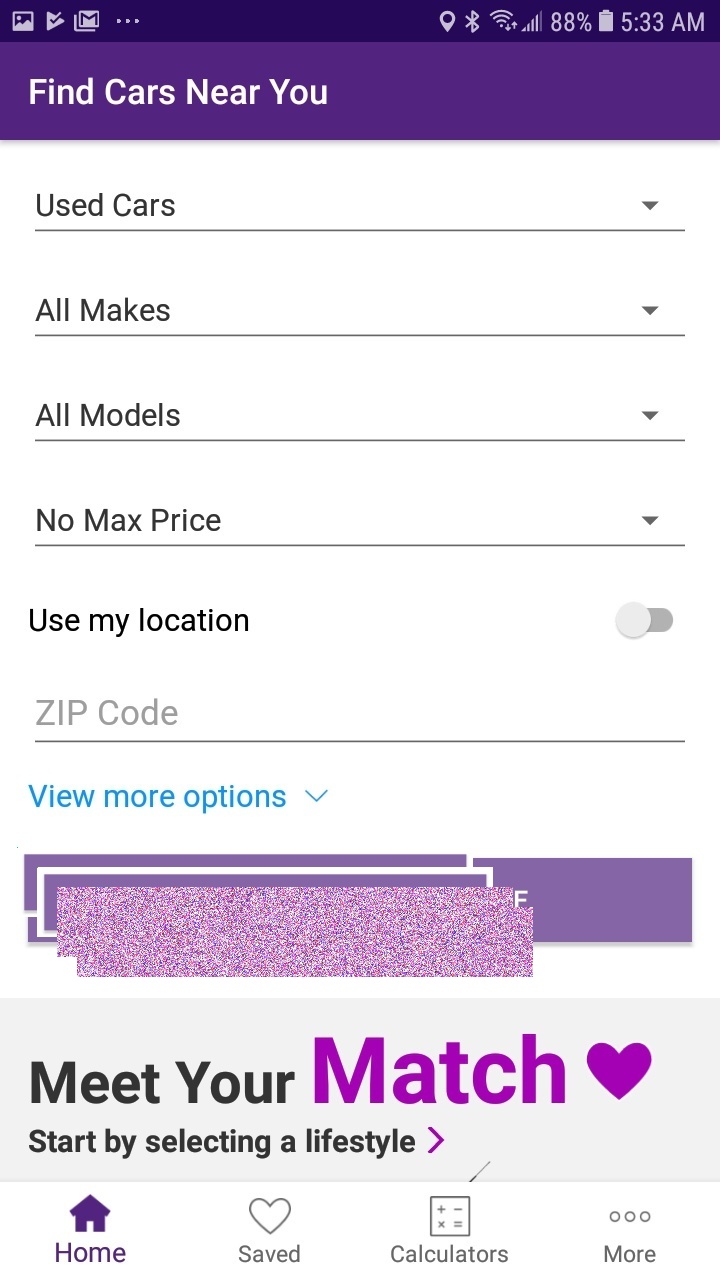 88% 5:33 AM
Find Cars Near You
Used Cars
All Makes
All Models
No Max Price
Use my location
ZIP Code
View more options
Meet Your Match
Start by selecting a lifestyle
Home Saved Calculators More